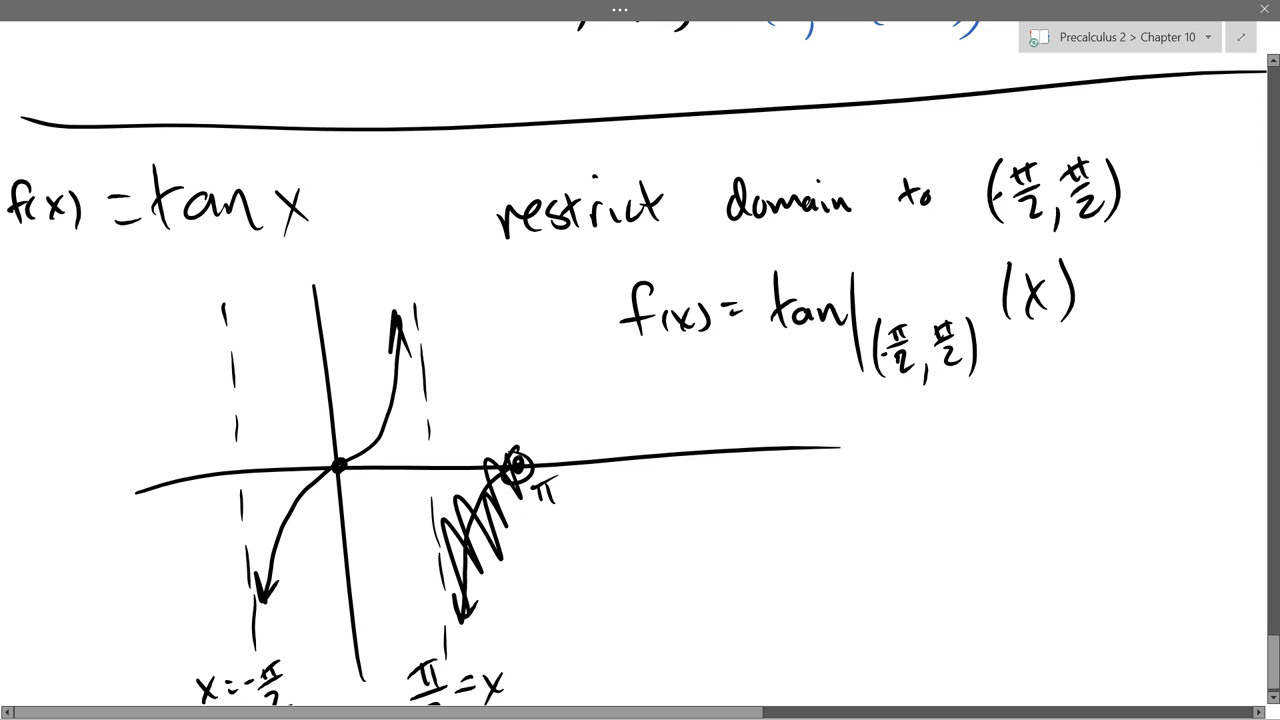 Precalculus 2 > Chapter 10
f(x) = tan x
restrict domain to (-π/2, π/2)
f(x) = tan|(-π/2, π/2) (x)
π
x = -π/2
π/2 = x